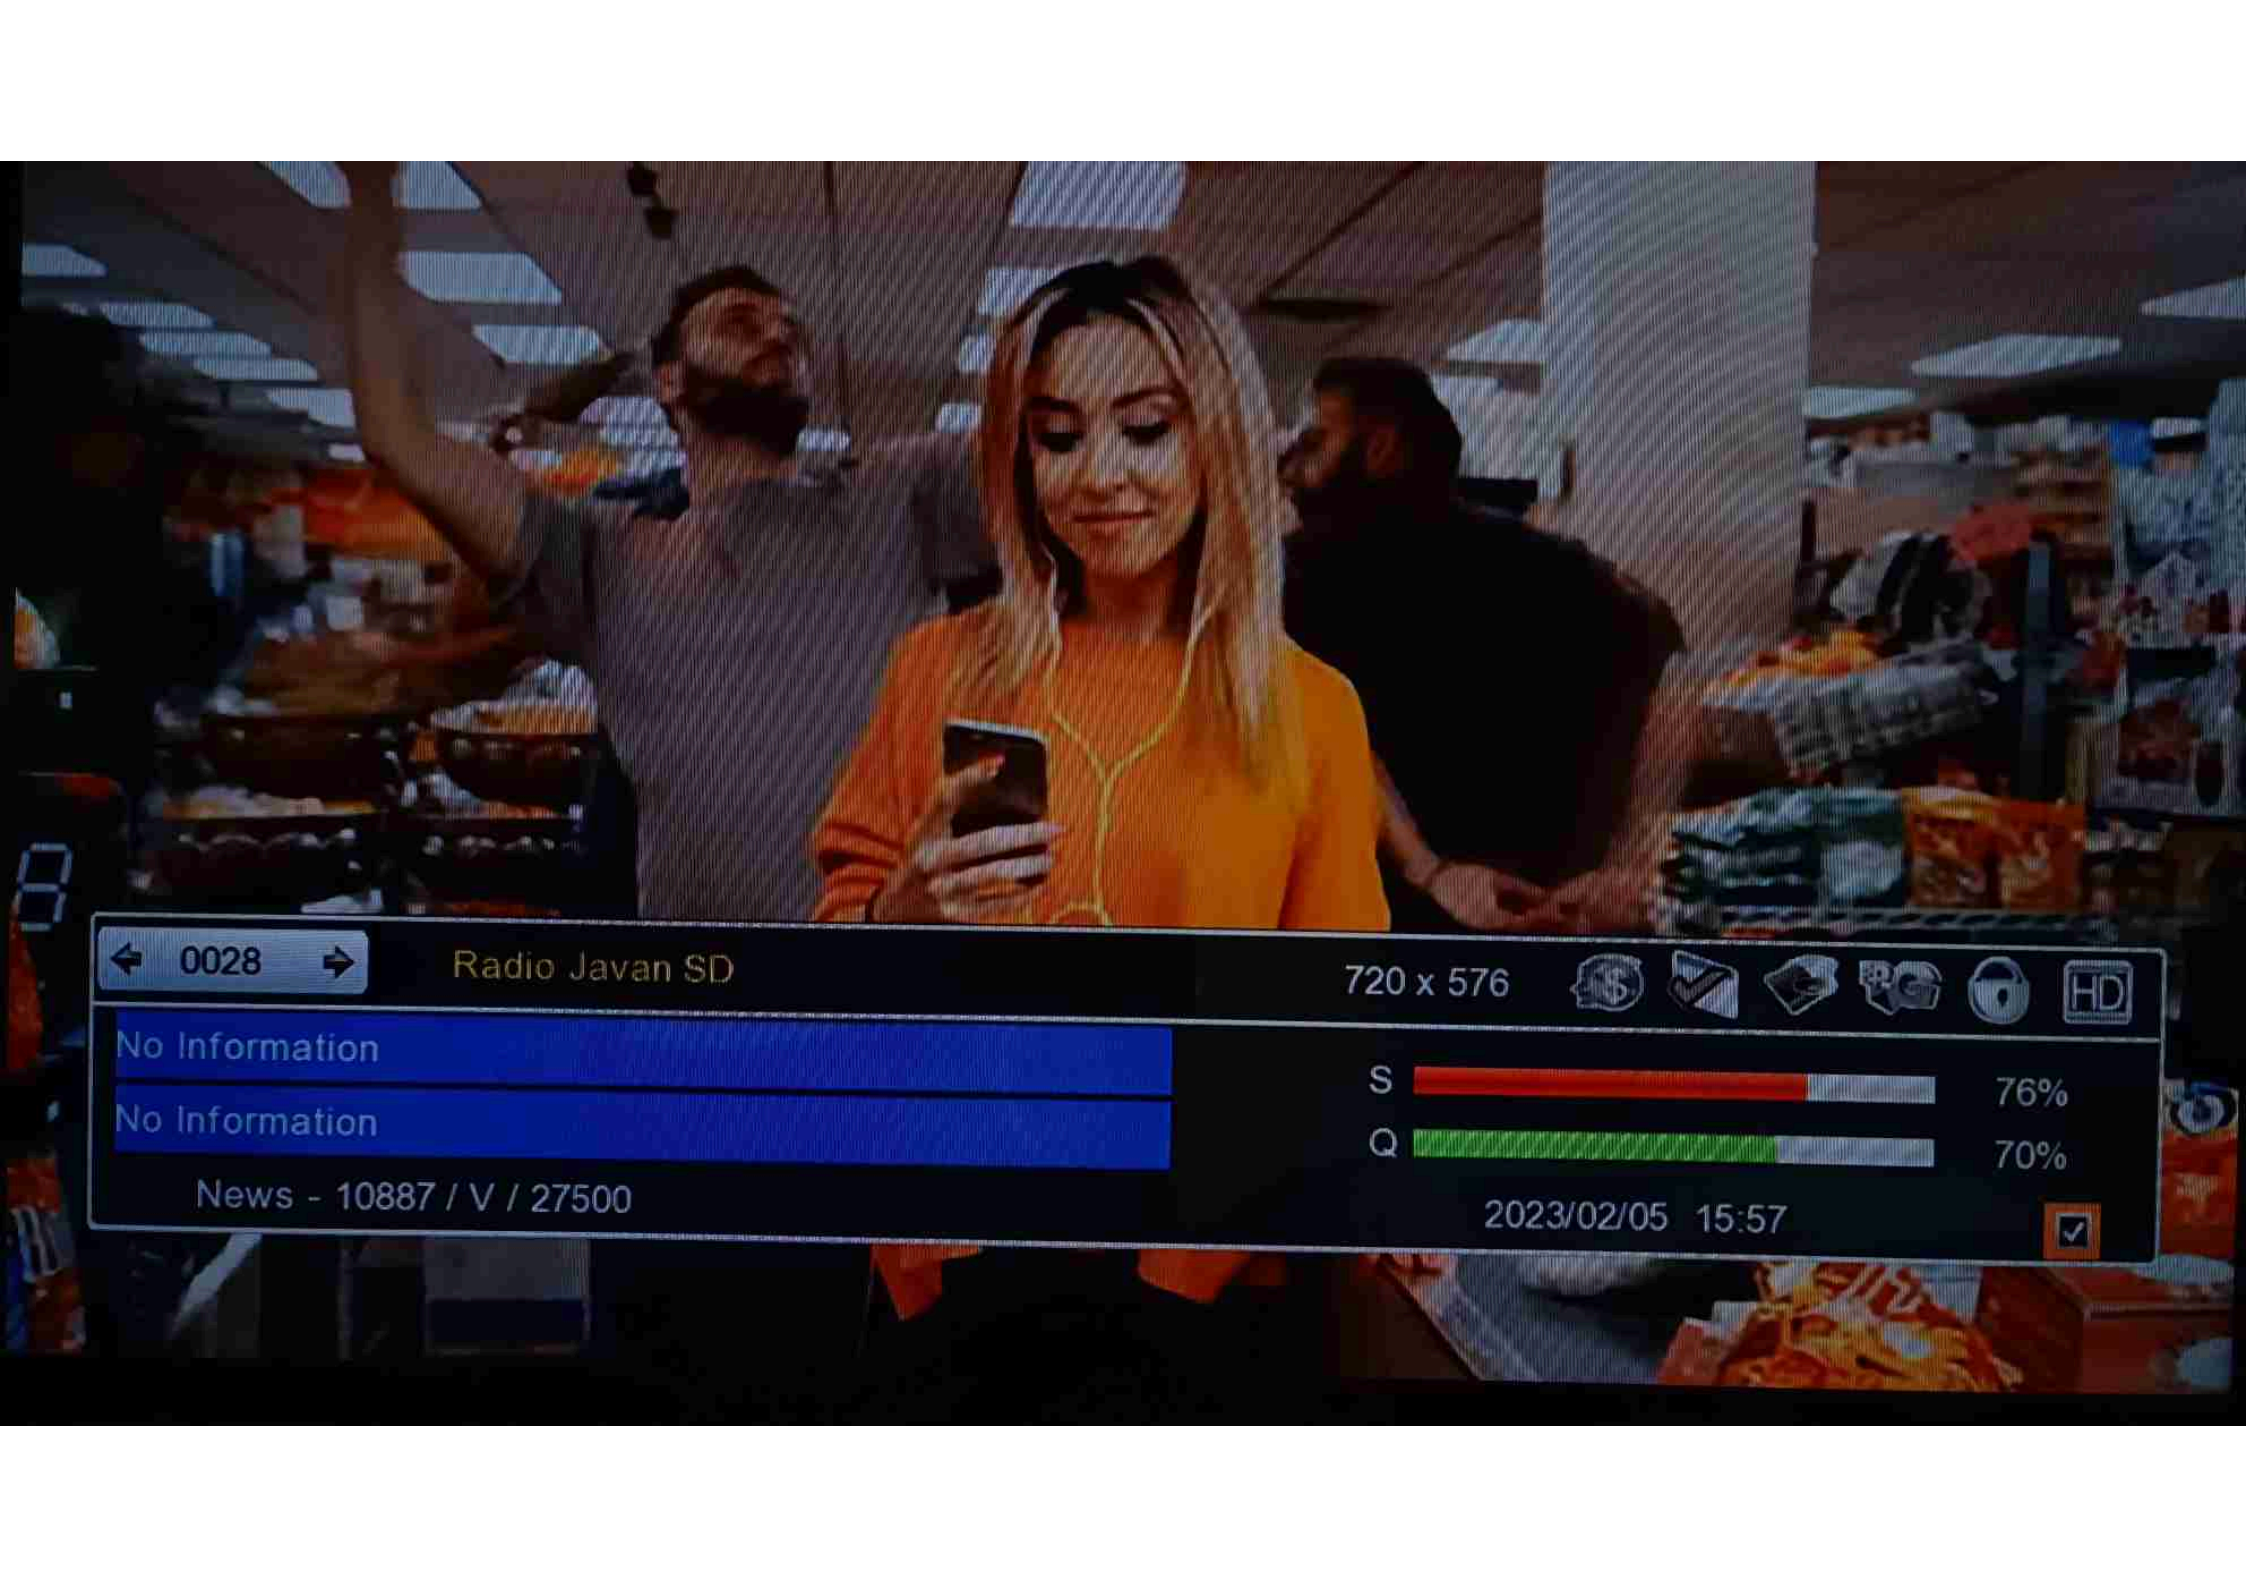 0028 Radio Javan SD 720 x 576 HD
No Information
No Information
S 76%
Q 70%
News - 10887 / V / 27500
2023/02/05 15:57